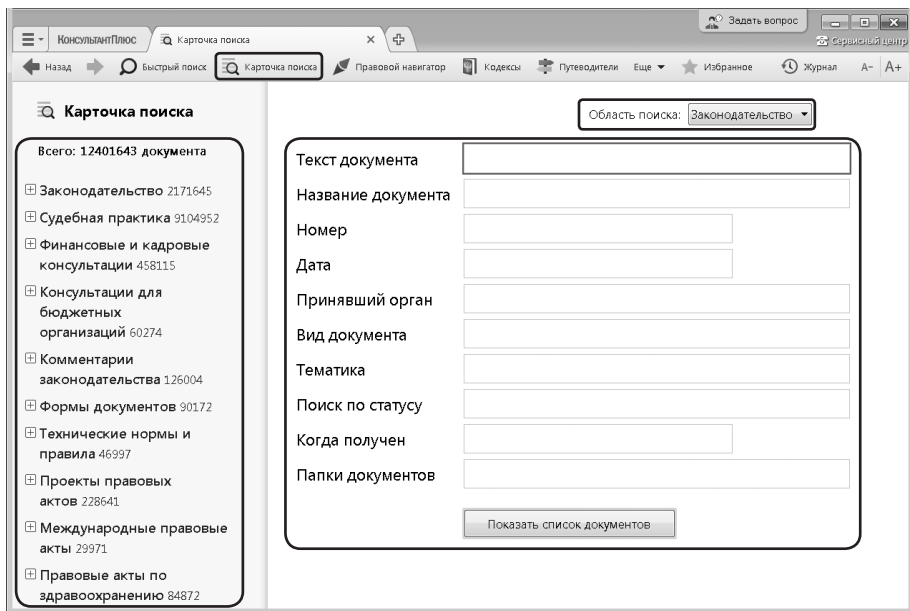 Задать вопрос
КонсультантПлюс
Карточка поиска
Сервисный центр
Назад
Быстрый поиск
Карточка поиска
Правовой навигатор
Кодексы
Путеводители
Еще
Избранное
Журнал
А-
А+
Карточка поиска
Область поиска: Законодательство
Всего: 12401643 документа
Законодательство 2171645
Судебная практика 9104952
Финансовые и кадровые
консультации 458115
Консультации для
бюджетных
организаций 60274
Комментарии
законодательства 126004
Формы документов 90172
Технические нормы и
правила 46997
Проекты правовых
актов 228641
Международные правовые
акты 29971
Правовые акты по
здравоохранению 84872
Текст документа
Название документа
Номер
Дата
Принявший орган
Вид документа
Тематика
Поиск по статусу
Когда получен
Папки документов
Показать список документов